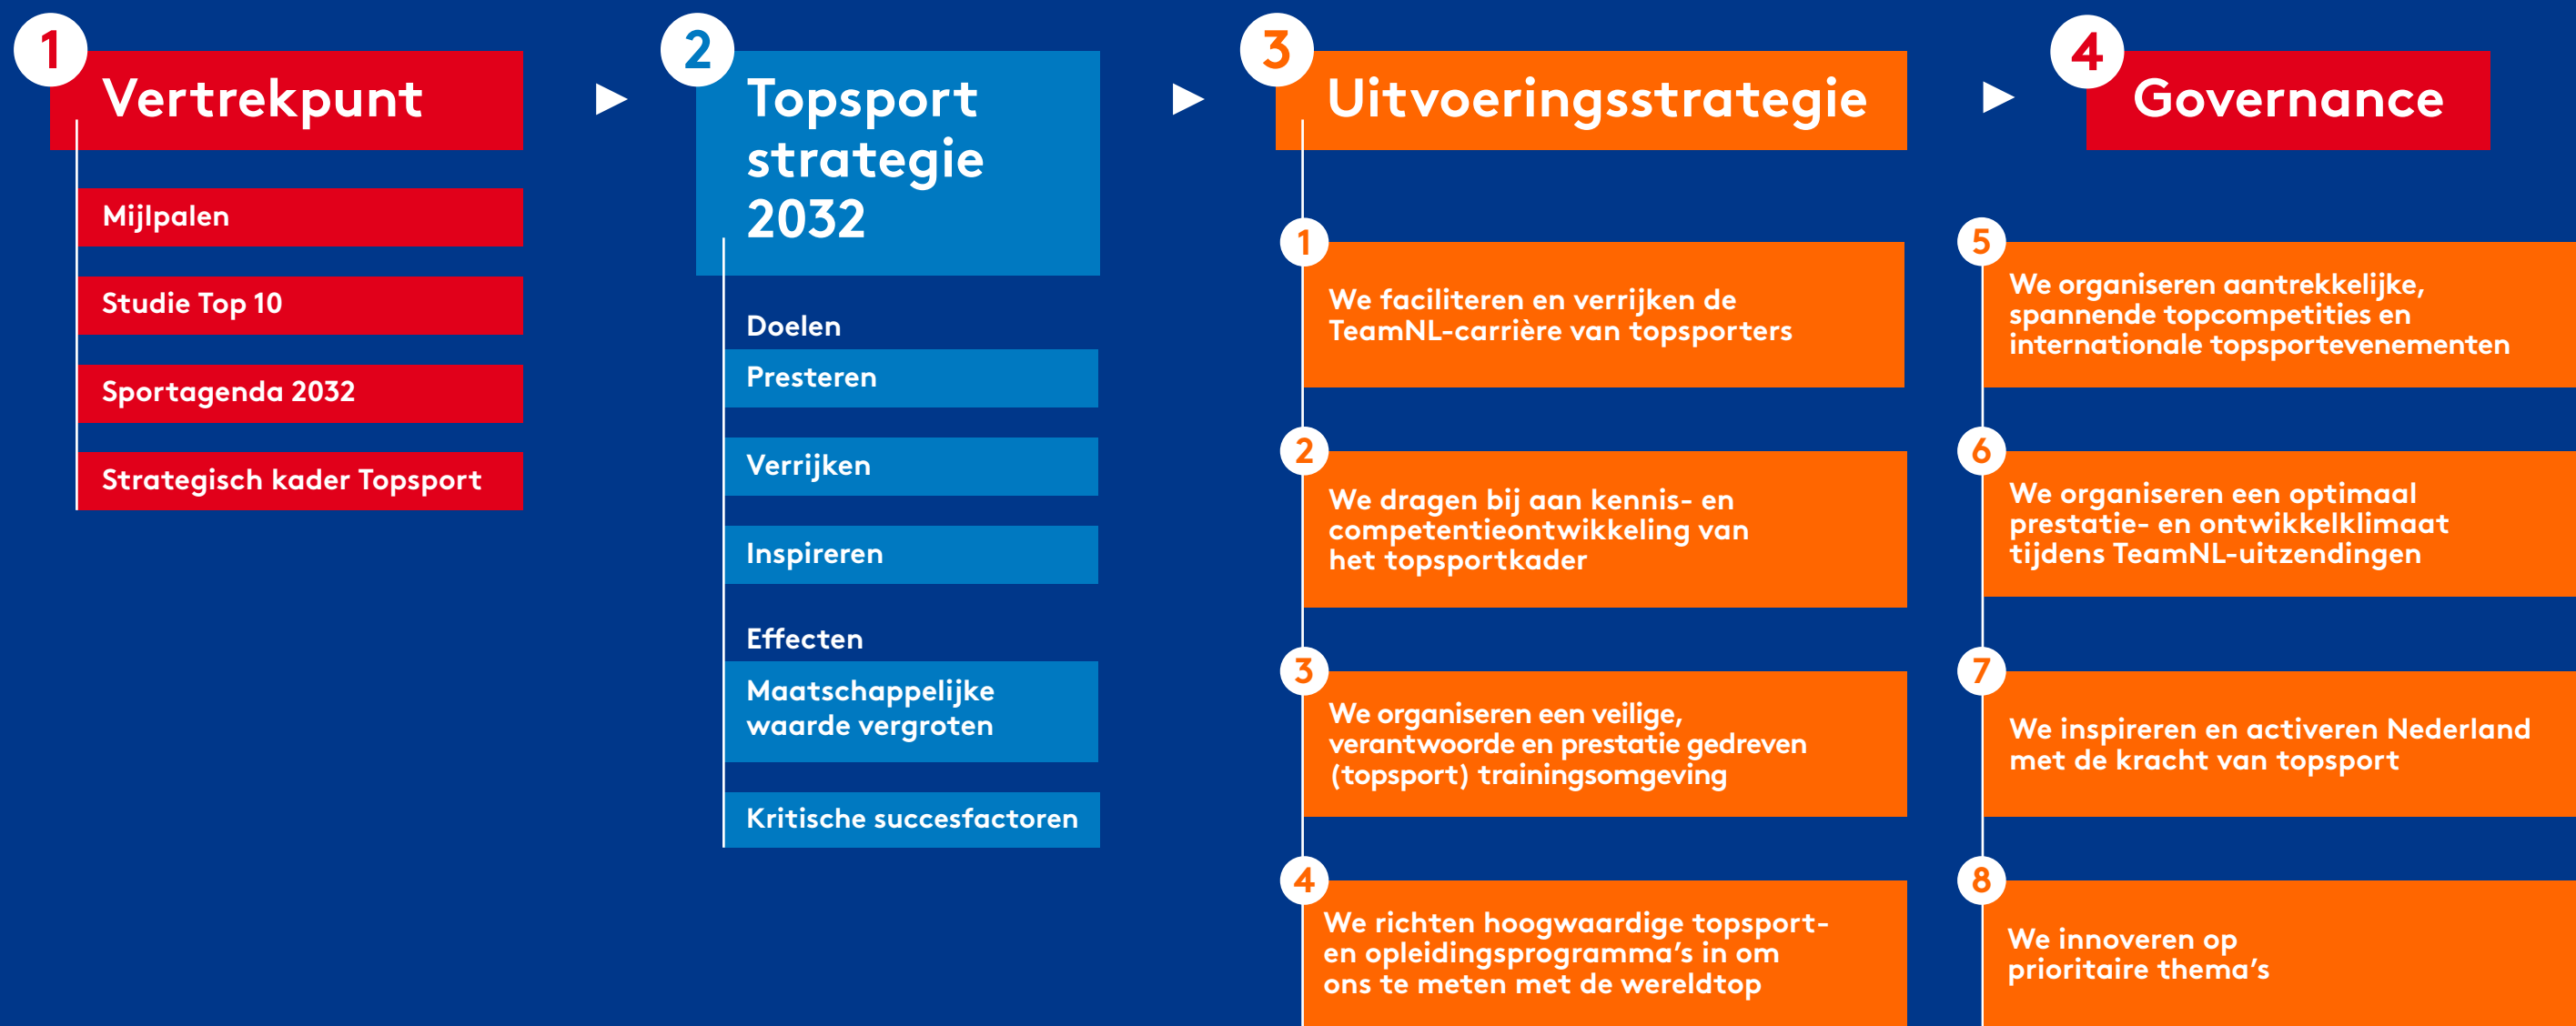 1
Vertrekpunt
Mijlpalen
Studie Top 10
Sportagenda 2032
Strategisch kader Topsport
2
Topsport
strategie
2032
Doelen
Presteren
Verrijken
Inspireren
Effecten
Maatschappelijke
waarde vergroten
Kritische succesfactoren
3
Uitvoeringsstrategie
1
We faciliteren en verrijken de
TeamNL-carrière van topsporters
2
We dragen bij aan kennis- en
competentieontwikkeling van
het topsportkader
3
We organiseren een veilige,
verantwoorde en prestatie gedreven
(topsport) trainingsomgeving
4
We richten hoogwaardige topsport-
en opleidingsprogramma's in om
ons te meten met de wereldtop
4
Governance
5
We organiseren aantrekkelijke,
spannende topcompetities en
internationale topsportevenementen
6
We organiseren een optimaal
prestatie- en ontwikkelklimaat
tijdens TeamNL-uitzendingen
7
We inspireren en activeren Nederland
met de kracht van topsport
8
We innoveren op
prioritaire thema's